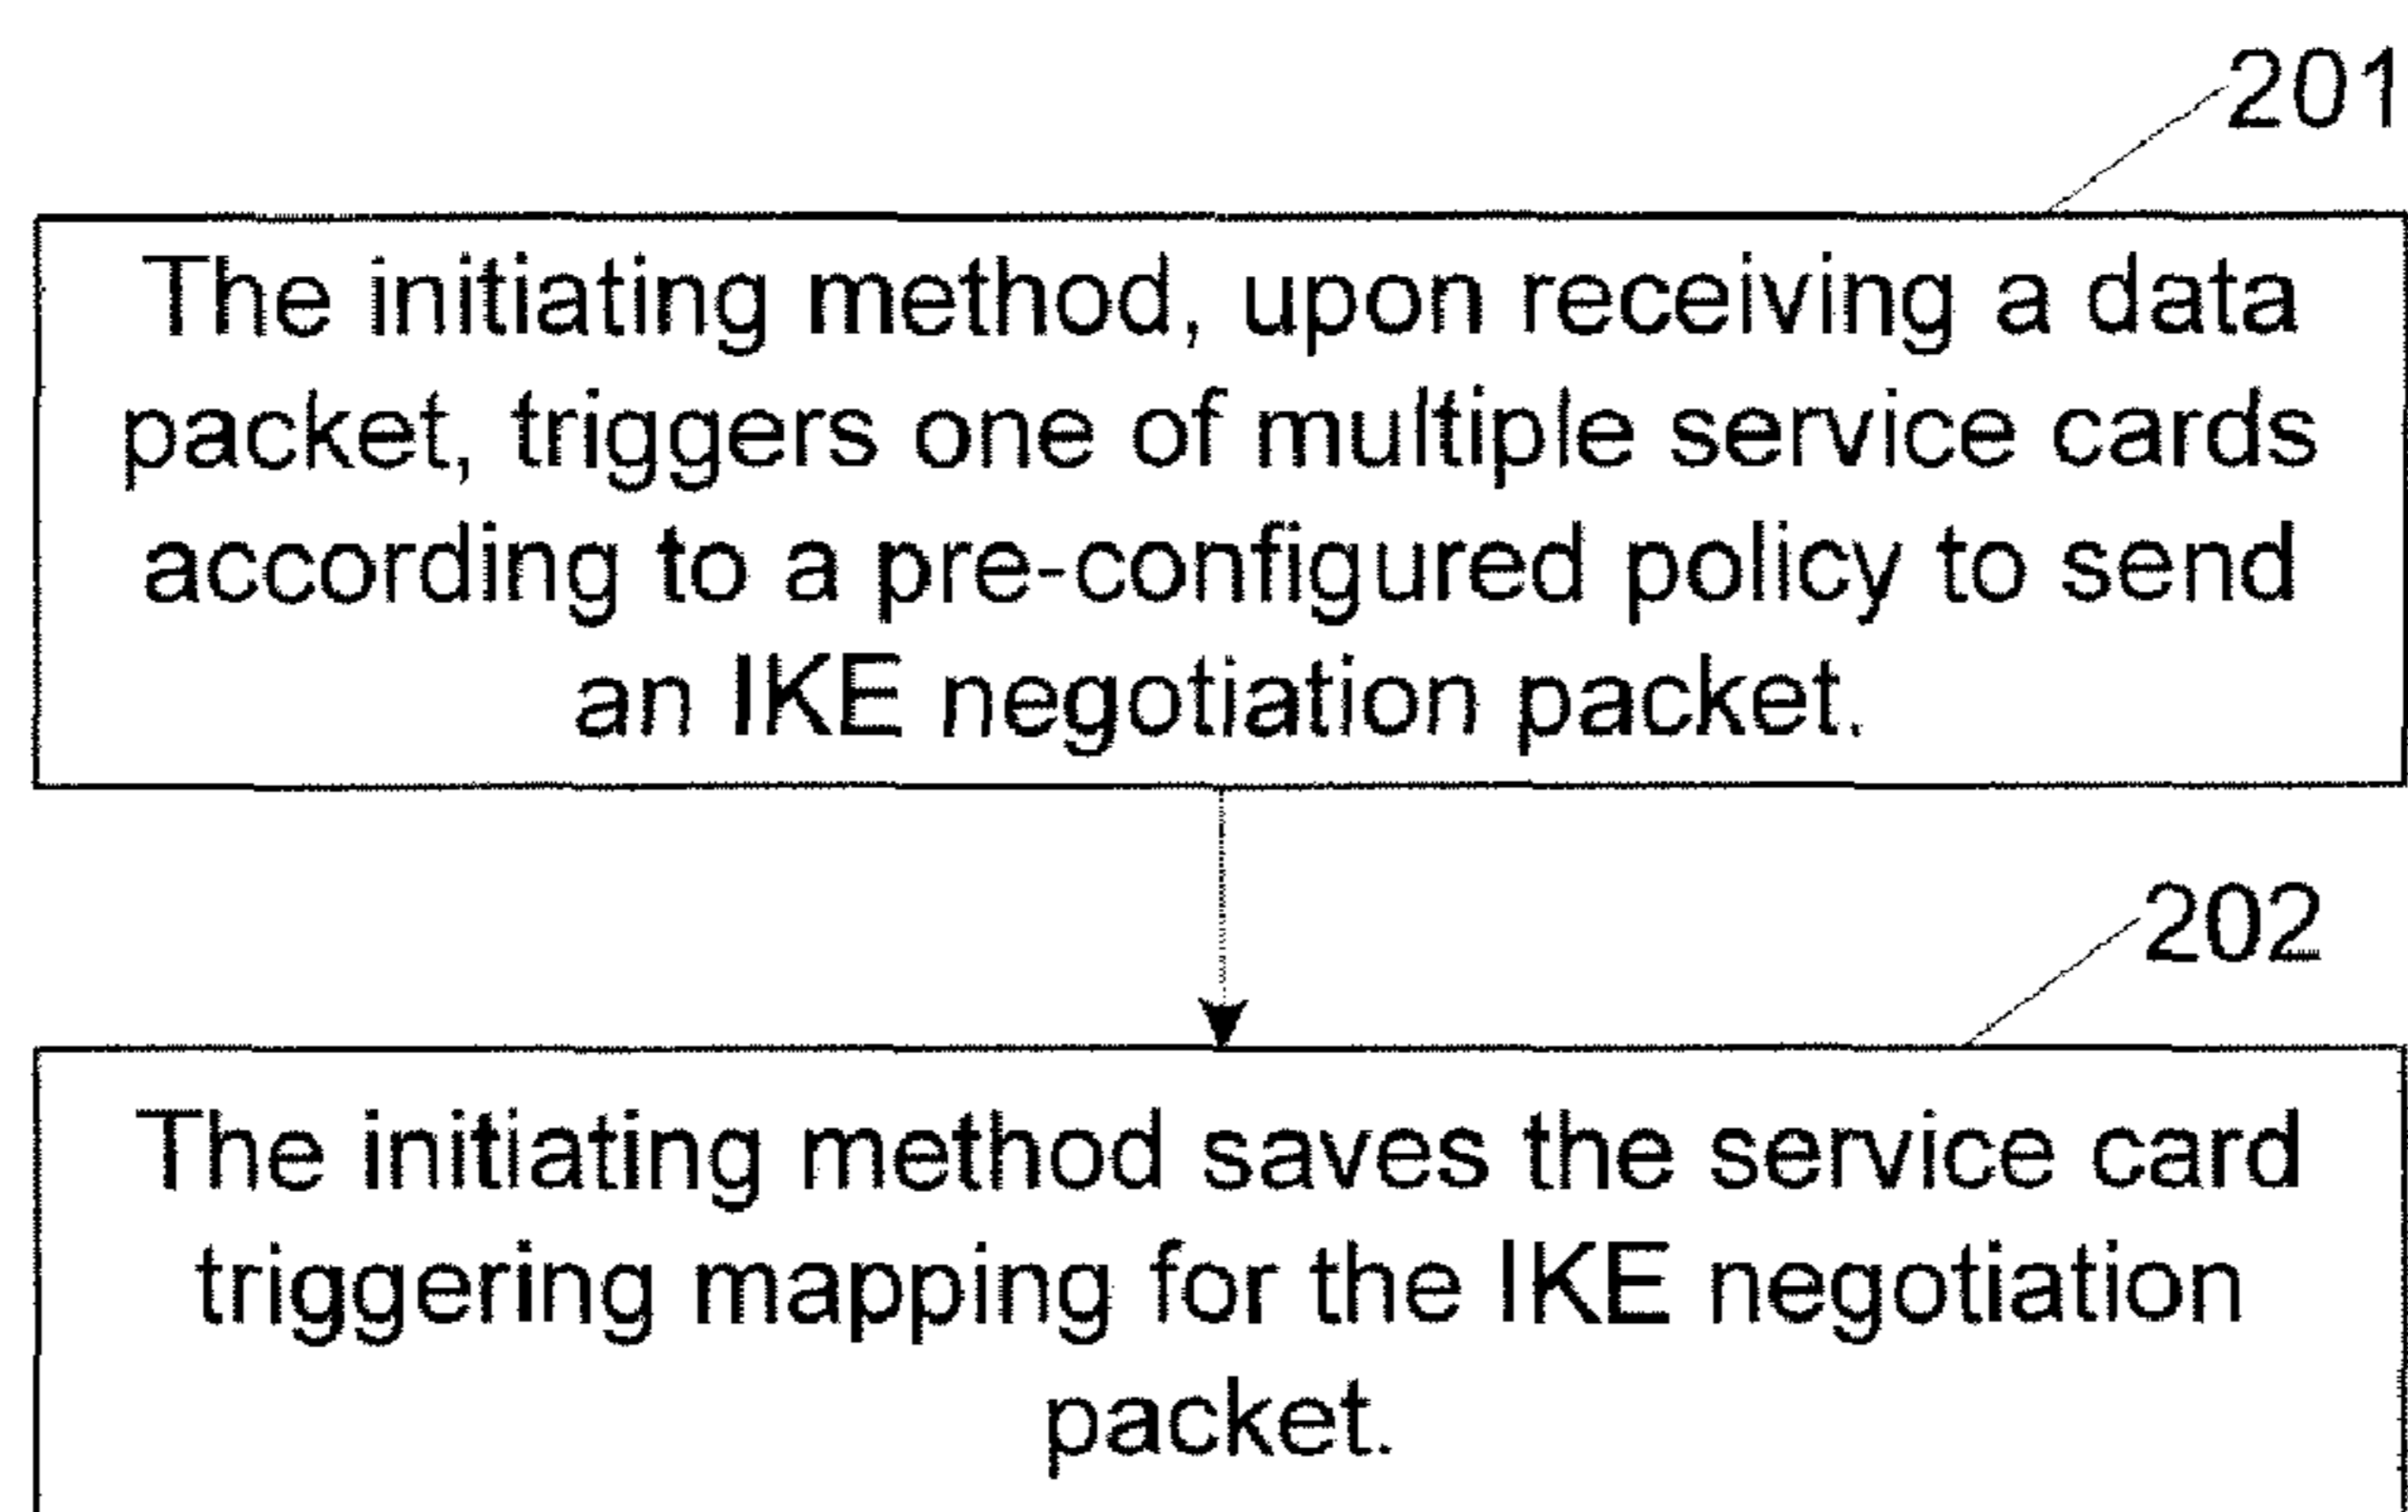 201
The initiating method, upon receiving a data
packet, triggers one of multiple service cards
according to a pre-configured policy to send
an IKE negotiation packet.
202
The initiating method saves the service card
triggering mapping for the IKE negotiation
packet.